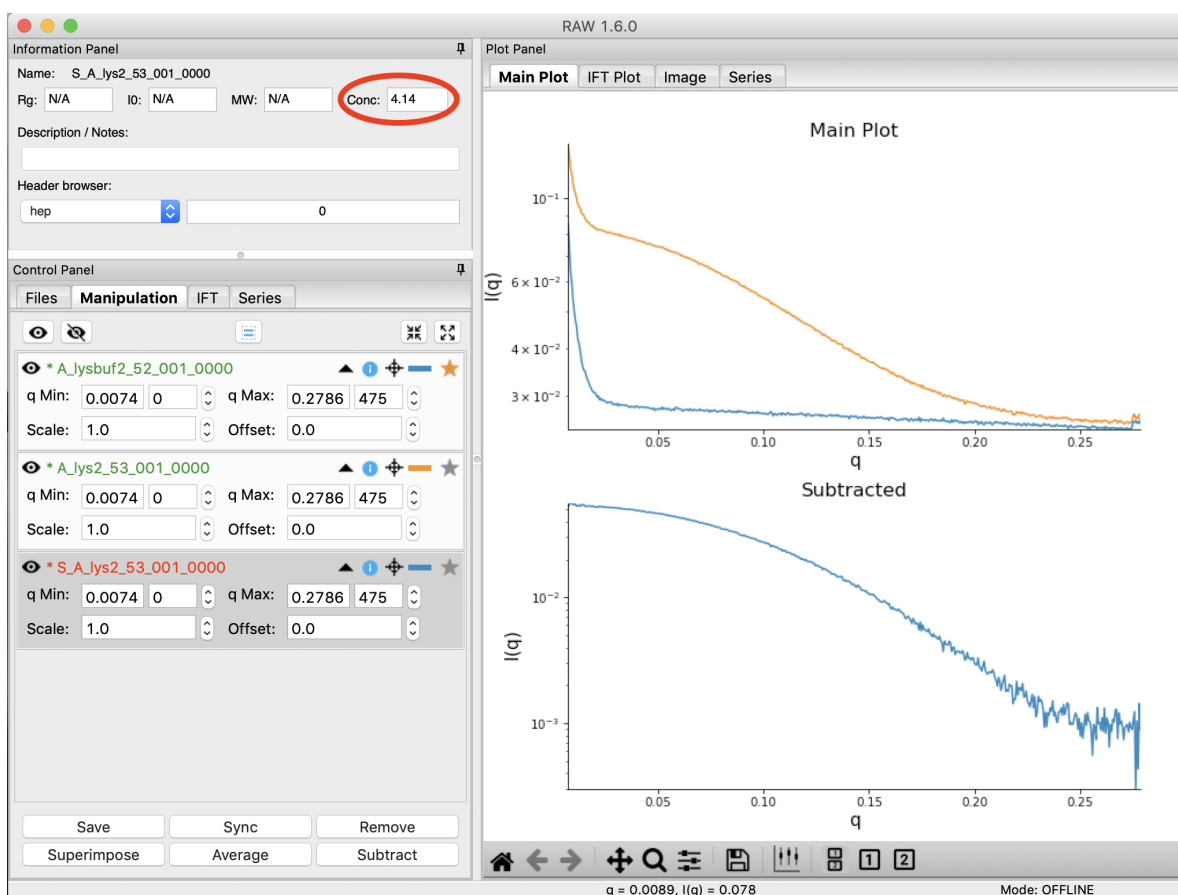 RAW 1.6.0
Information Panel
Name: S_A_lys2_53_001_0000
Rg: N/A I0: N/A MW: N/A Conc: 4.14
Description / Notes:
Header browser:
hep 0
Control Panel
Files Manipulation IFT Series
* A_lysbuf2_52_001_0000
q Min: 0.0074 0 q Max: 0.2786 475
Scale: 1.0 Offset: 0.0
* A_lys2_53_001_0000
q Min: 0.0074 0 q Max: 0.2786 475
Scale: 1.0 Offset: 0.0
* S_A_lys2_53_001_0000
q Min: 0.0074 0 q Max: 0.2786 475
Scale: 1.0 Offset: 0.0
Save Sync Remove
Superimpose Average Subtract
Plot Panel
Main Plot IFT Plot Image Series
Main Plot
I(q)
10⁻¹
6 × 10⁻²
4 × 10⁻²
3 × 10⁻²
0.05 0.10 0.15 0.20 0.25
q
Subtracted
I(q)
10⁻²
10⁻³
0.05 0.10 0.15 0.20 0.25
q
1 2 1 2
q = 0.0089, I(q) = 0.078 Mode: OFFLINE